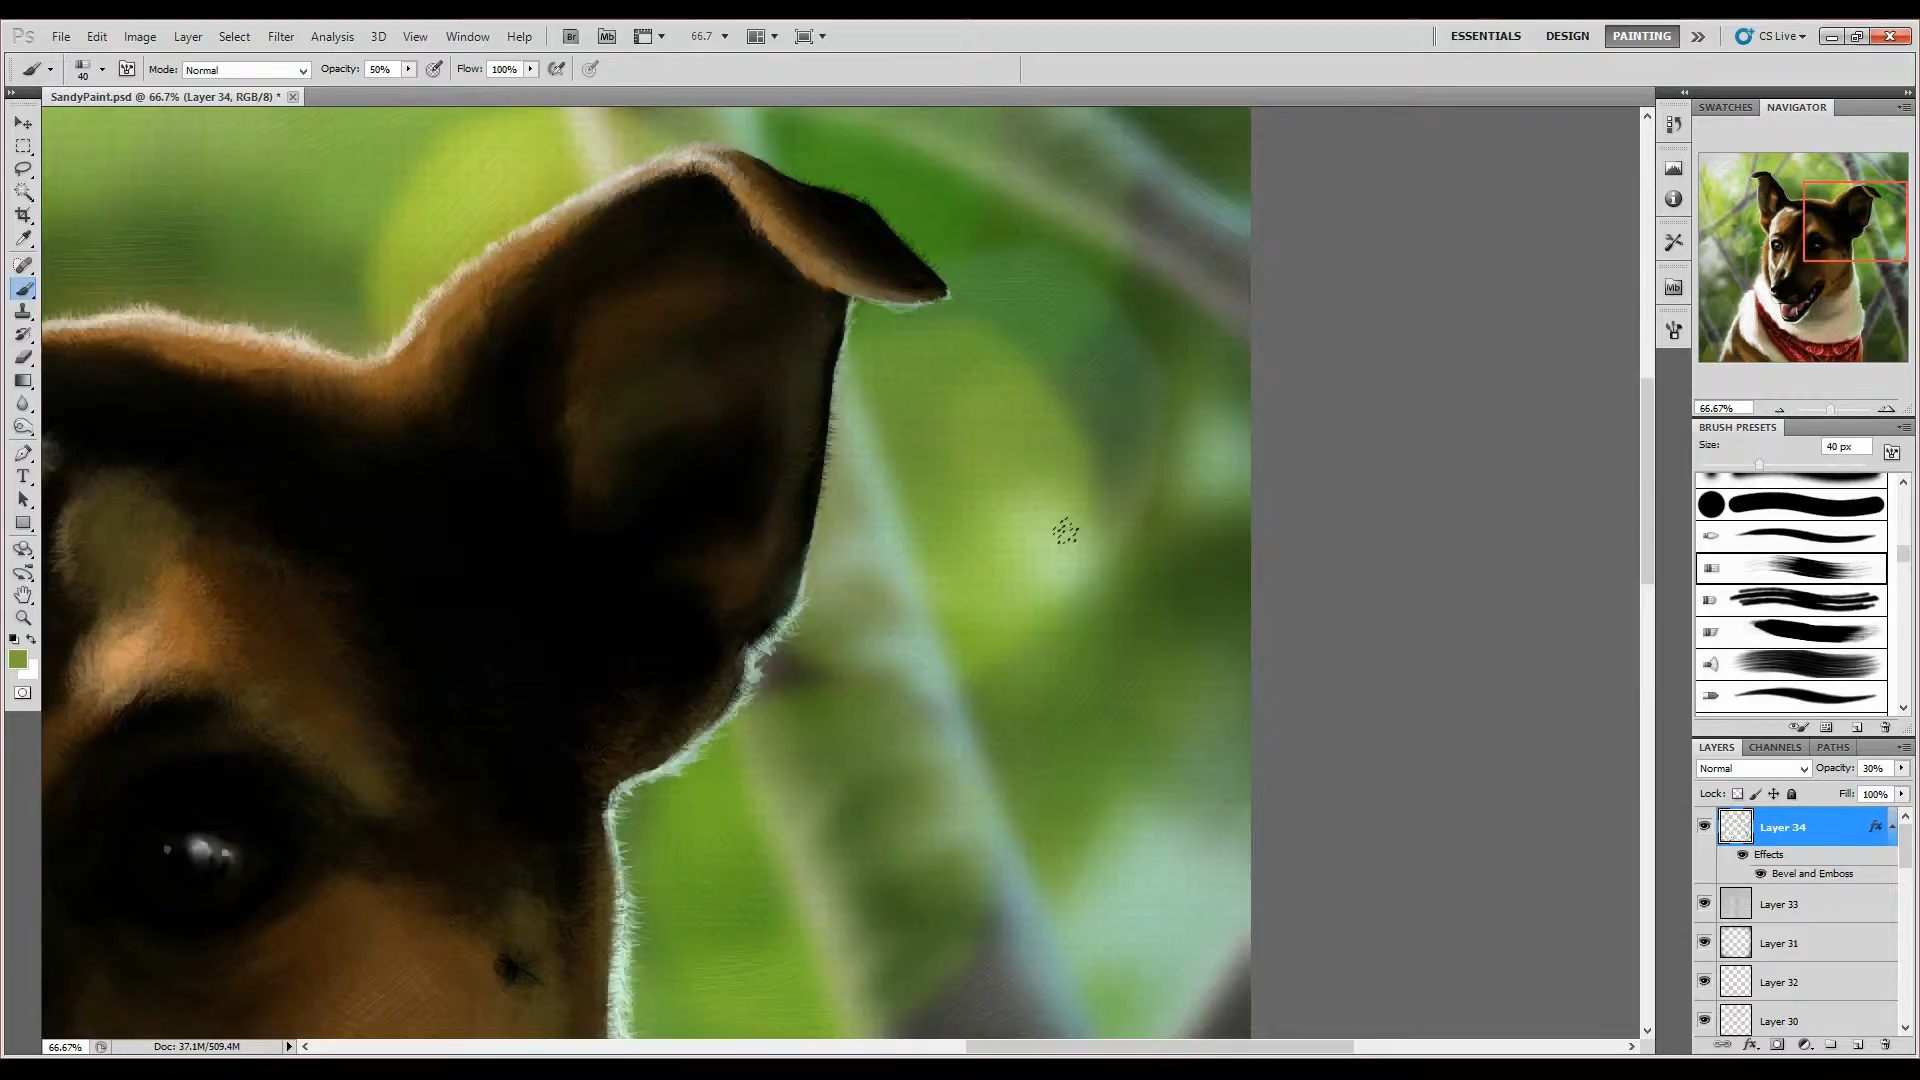 Ps File Edit Image Layer Select Filter Analysis 3D View Window Help Br Mb 66.7 ESSENTIALS DESIGN PAINTING CS Live
40 Mode: Normal Opacity: 50% Flow: 100%
SandyPaint.psd @ 66.7% (Layer 34, RGB/8) *
SWATCHES NAVIGATOR
Mb
66.67%
BRUSH PRESETS
Size: 40 px
LAYERS CHANNELS PATHS
Normal Opacity: 30%
Lock: Fill: 100%
Layer 34 fx
Effects
Bevel and Emboss
Layer 33
Layer 31
Layer 32
Layer 30
66.67% Doc: 37.1M/509.4M
fx